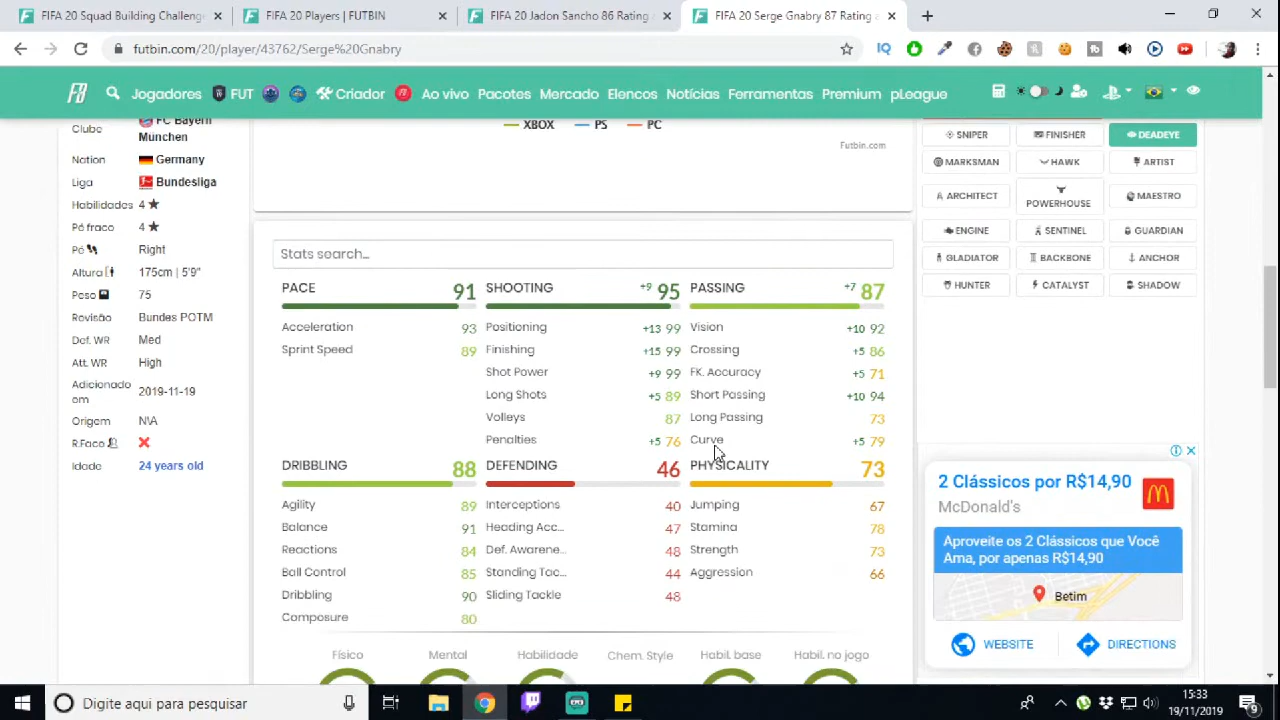 FIFA 20 Squad Building Challenge
FIFA 20 Players | FUTBIN
FIFA 20 Jadon Sancho 86 Rating
FIFA 20 Serge Gnabry 87 Rating a
futbin.com/20/player/43762/Serge%20Gnabry
Jogadores FUT Criador Ao vivo Pacotes Mercado Elencos Notícias Ferramentas Premium pLeague
Clube FC Bayern München
Nation Germany
Liga Bundesliga
Habilidades 4
Pé fraco 4
Pé Right
Altura 175cm | 5'9"
Peso 75
Revisão Bundes POTM
Def. WR Med
Att. WR High
Adicionado em 2019-11-19
Origem N\A
R.Face
Idade 24 years old
XBOX PS PC
Futbin.com
Stats search...
PACE 91
Acceleration 93
Sprint Speed 89
SHOOTING +9 95
Positioning +13 99
Finishing +15 99
Shot Power +9 99
Long Shots +5 89
Volleys 87
Penalties +5 76
PASSING +7 87
Vision +10 92
Crossing +5 86
FK. Accuracy +5 71
Short Passing +10 94
Long Passing 73
Curve +5 79
DRIBBLING 88
Agility 89
Balance 91
Reactions 84
Ball Control 85
Dribbling 90
Composure 80
DEFENDING 46
Interceptions 40
Heading Acc... 47
Def. Awarene... 48
Standing Tac... 44
Sliding Tackle 48
PHYSICALITY 73
Jumping 67
Stamina 78
Strength 73
Aggression 66
Físico Mental Habilidade Chem. Style Habil. base Habil. no jogo
SNIPER FINISHER DEADEYE
MARKSMAN HAWK ARTIST
ARCHITECT POWERHOUSE MAESTRO
ENGINE SENTINEL GUARDIAN
GLADIATOR BACKBONE ANCHOR
HUNTER CATALYST SHADOW
2 Clássicos por R$14,90
McDonald's
Aproveite os 2 Clássicos que Você
Ama, por apenas R$14,90
Betim
WEBSITE DIRECTIONS
Digite aqui para pesquisar
15:33
19/11/2019